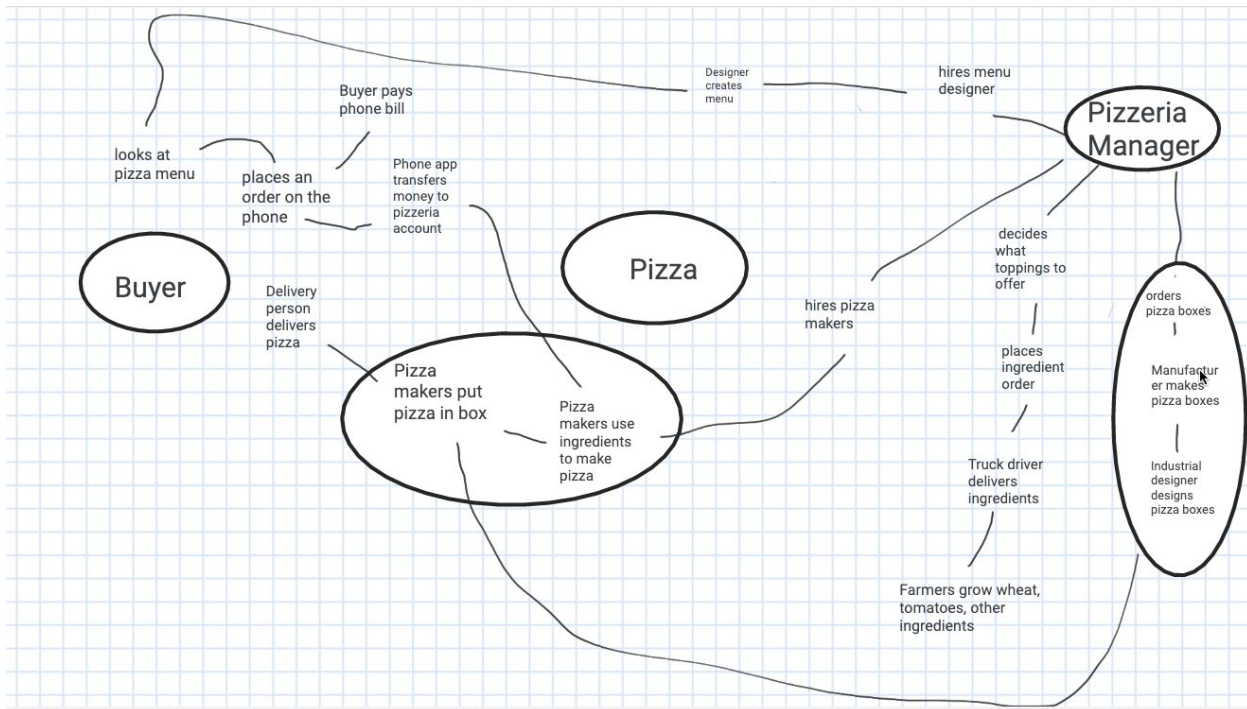 Designer
creates
menu
hires menu
designer
Pizzeria
Manager
Buyer pays
phone bill
looks at
pizza menu
places an
order on the
phone
Phone app
transfers
money to
pizzeria
account
Buyer
Pizza
decides
what
toppings to
offer
Delivery
person
delivers
pizza
hires pizza
makers
orders
pizza boxes
places
ingredient
order
Manufactur
er makes
pizza boxes
Pizza
makers put
pizza in box
Pizza
makers use
ingredients
to make
pizza
Truck driver
delivers
ingredients
Industrial
designer
designs
pizza boxes
Farmers grow wheat,
tomatoes, other
ingredients